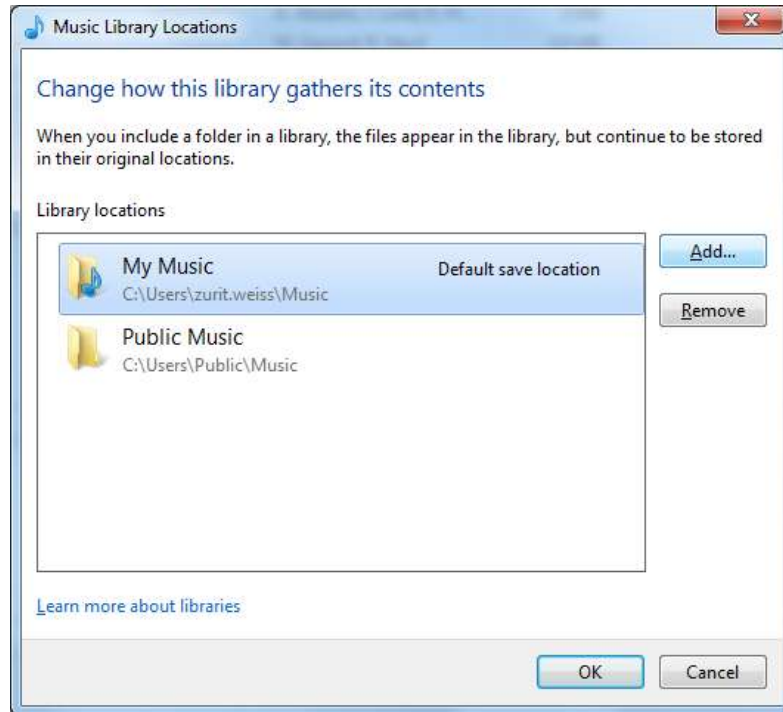 Music Library Locations
Change how this library gathers its contents
When you include a folder in a library, the files appear in the library, but continue to be stored
in their original locations.
Library locations
My Music Default save location
C:\Users\zurit.weiss\Music
Public Music
C:\Users\Public\Music
Add...
Remove
Learn more about libraries
OK Cancel